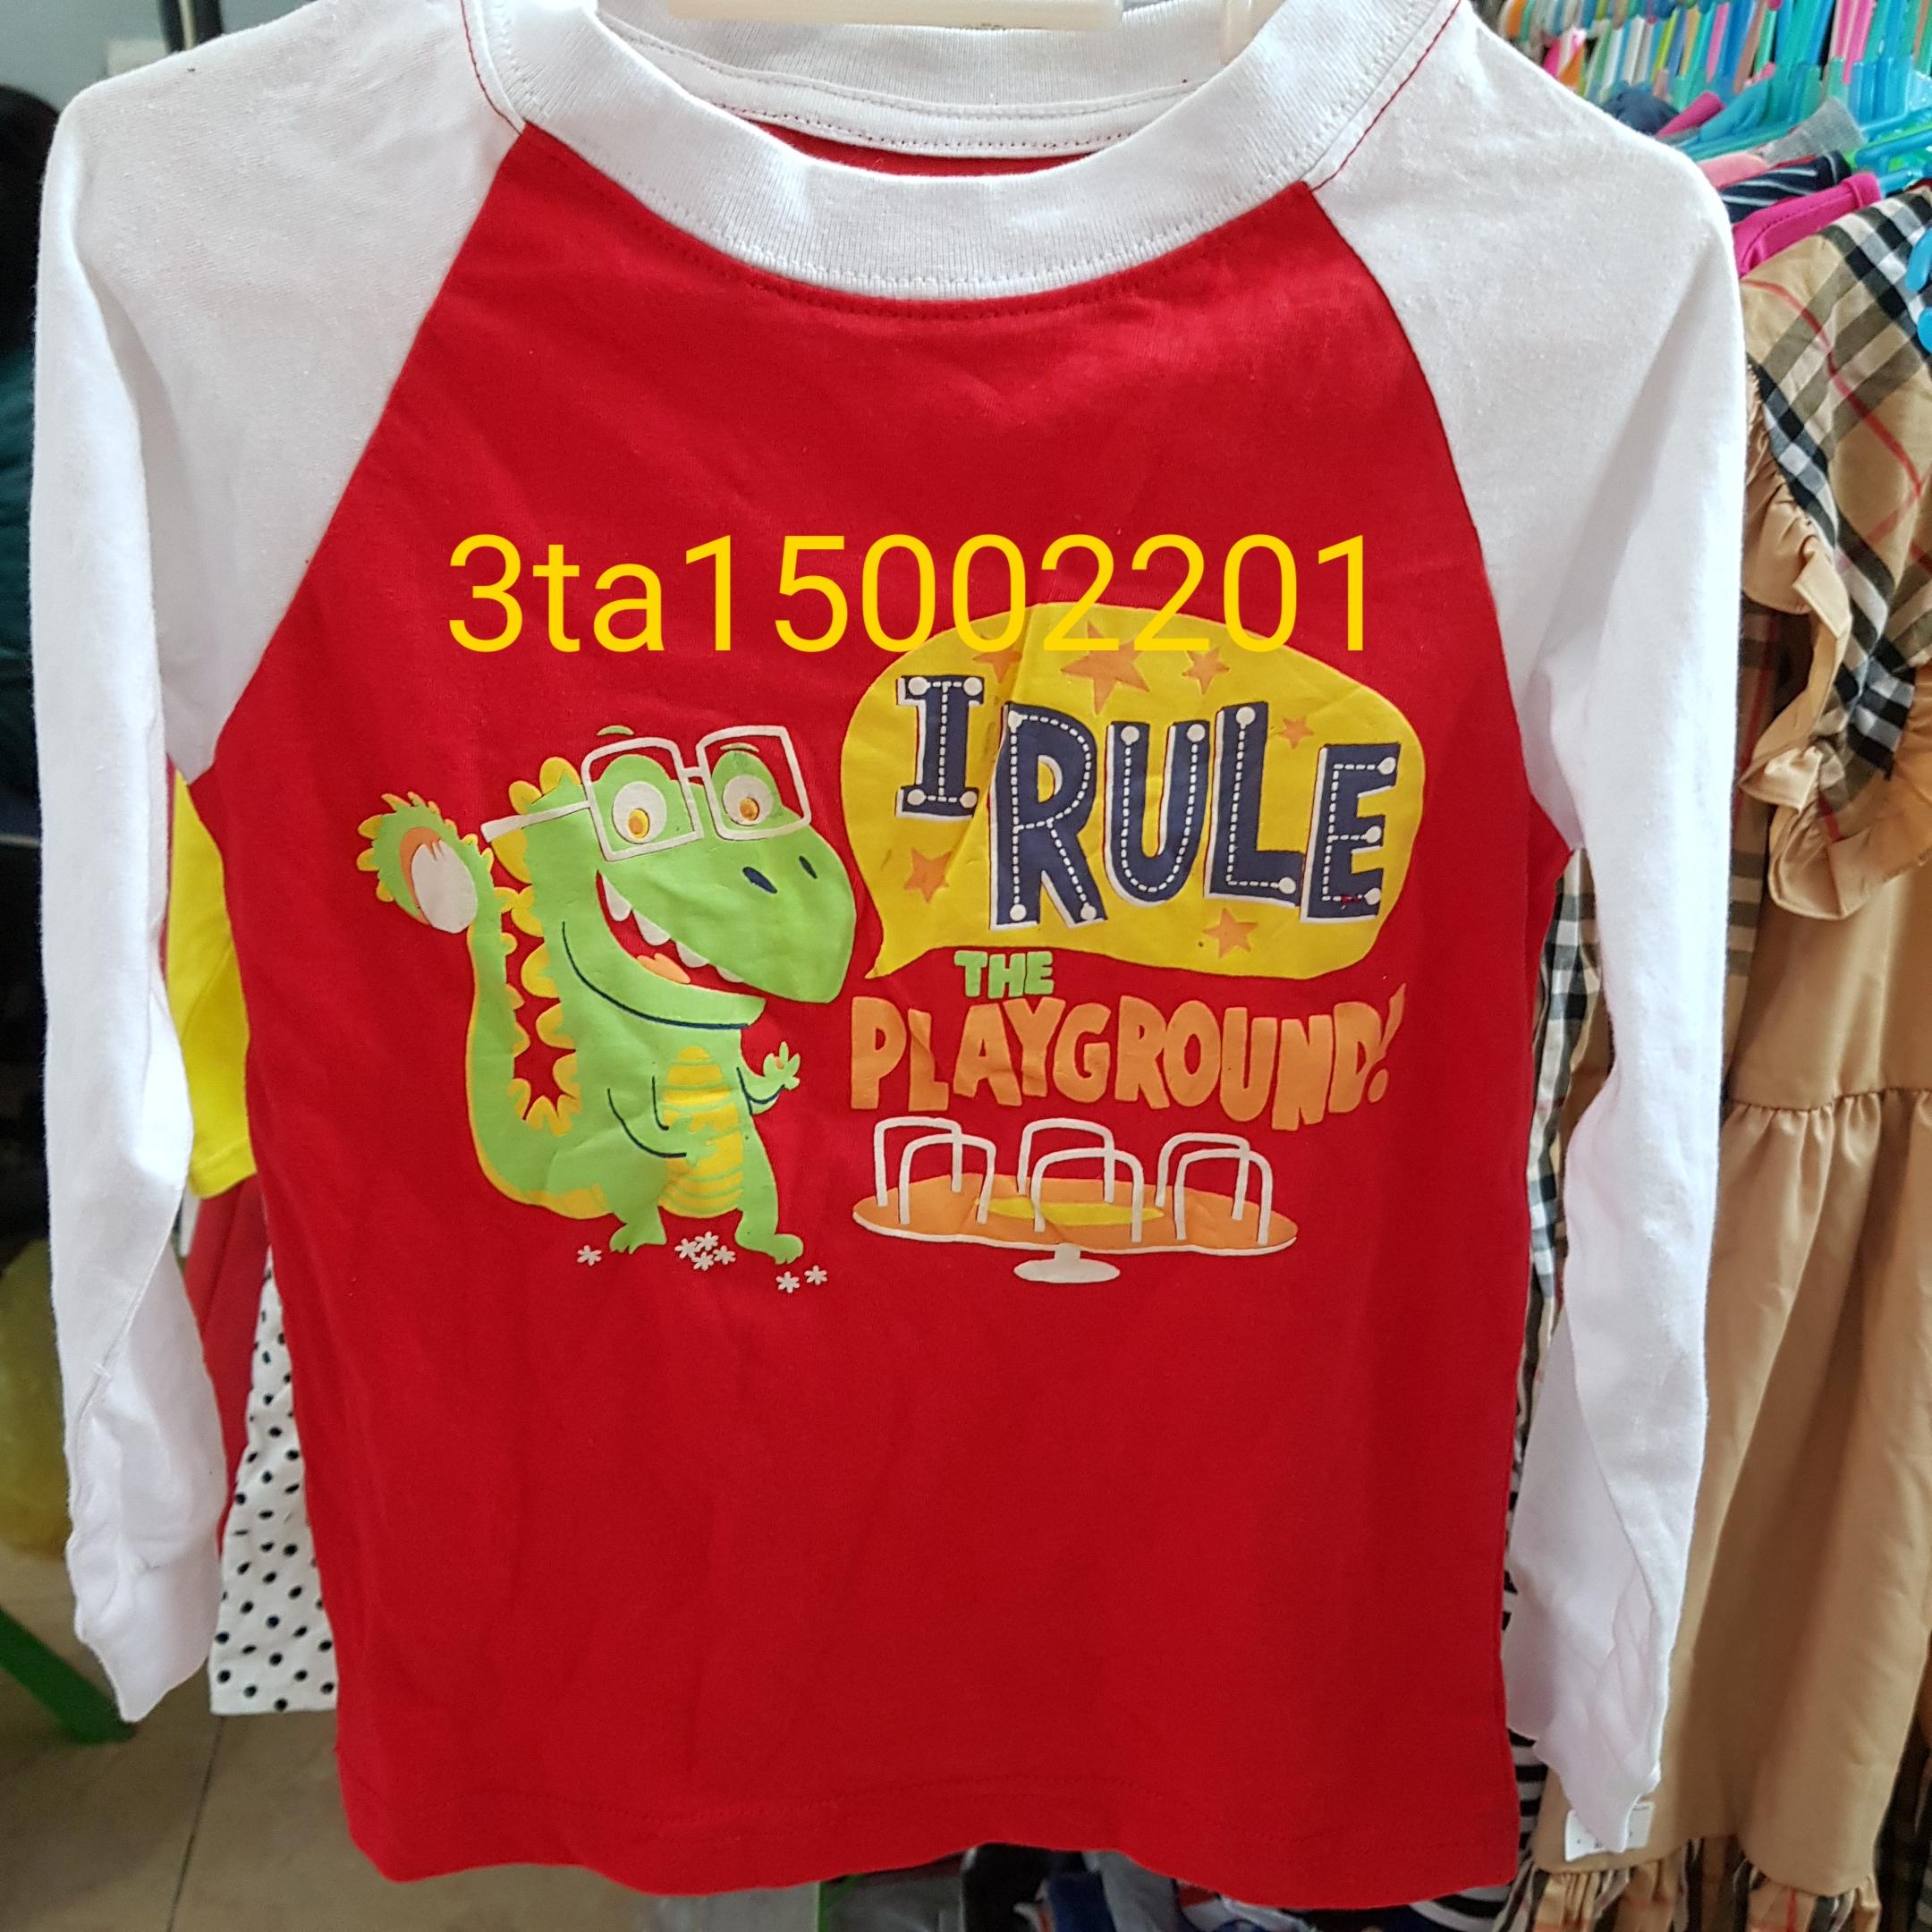 3ta15002201
I RULE
THE
PLAYGROUND!